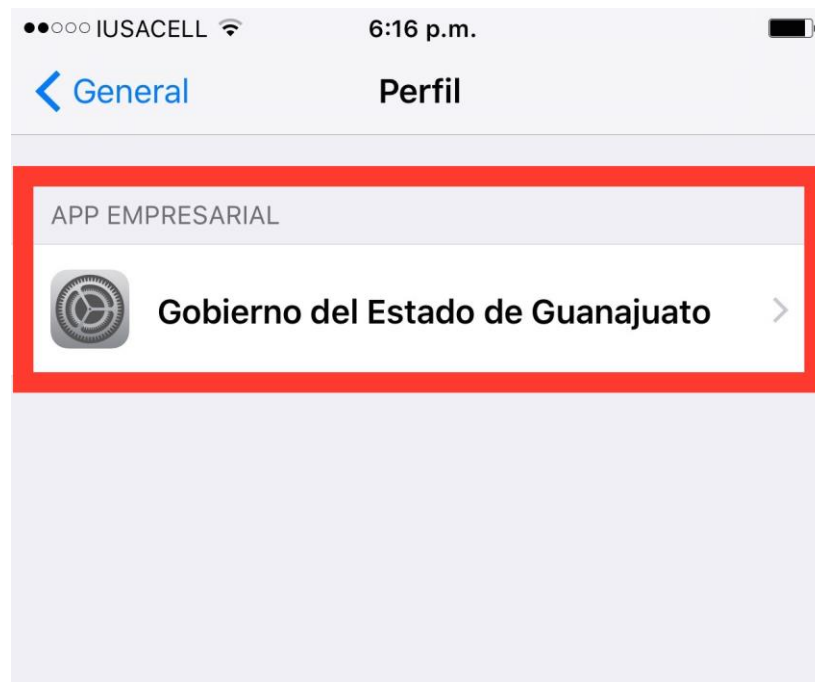 IUSACELL 6:16 p.m.
General Perfil
APP EMPRESARIAL
Gobierno del Estado de Guanajuato